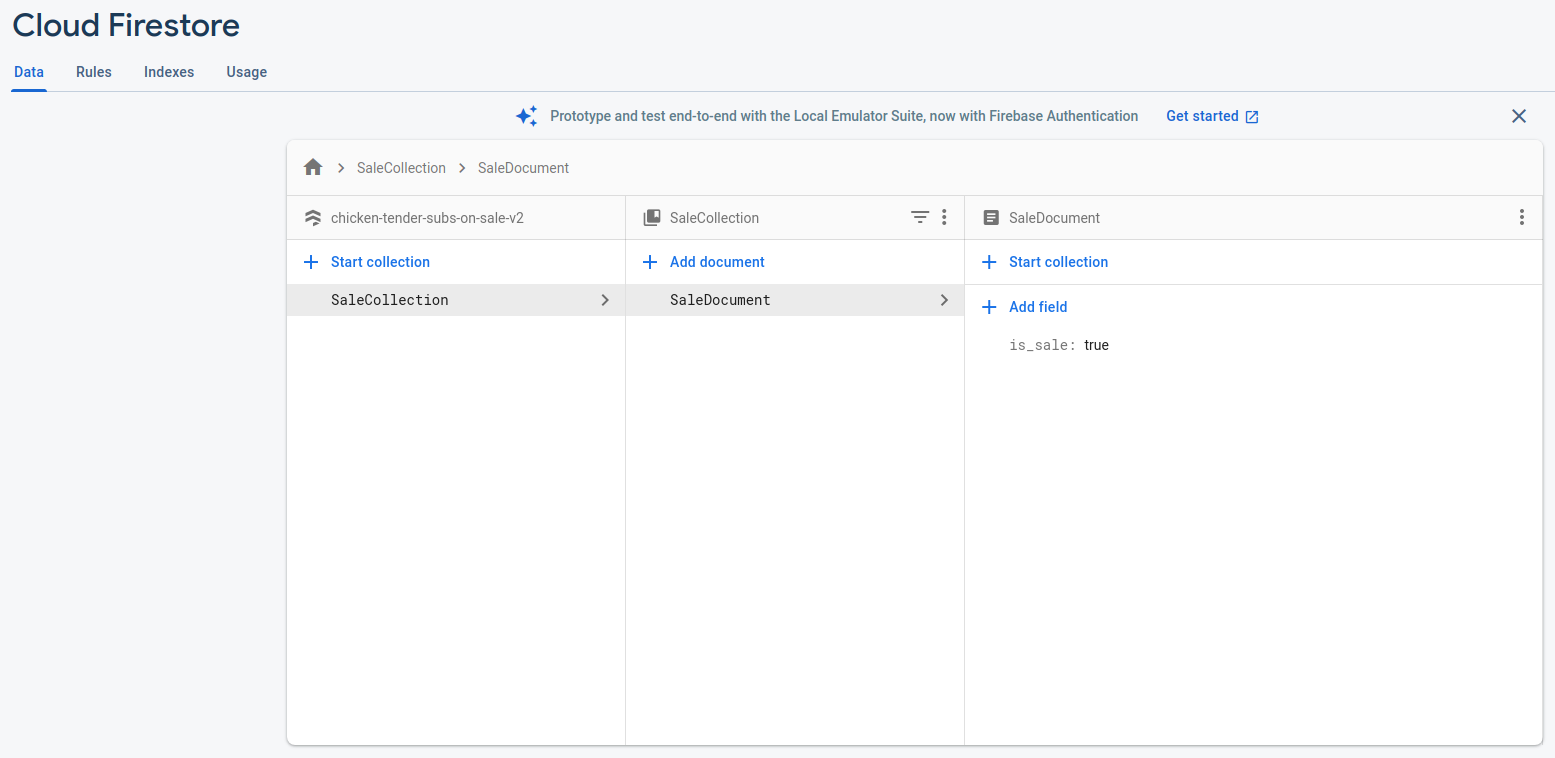 Cloud Firestore
Data Rules Indexes Usage
Prototype and test end-to-end with the Local Emulator Suite, now with Firebase Authentication Get started
SaleCollection SaleDocument
chicken-tender-subs-on-sale-v2 SaleCollection SaleDocument
Start collection Add document Start collection
SaleCollection SaleDocument Add field
is_sale: true